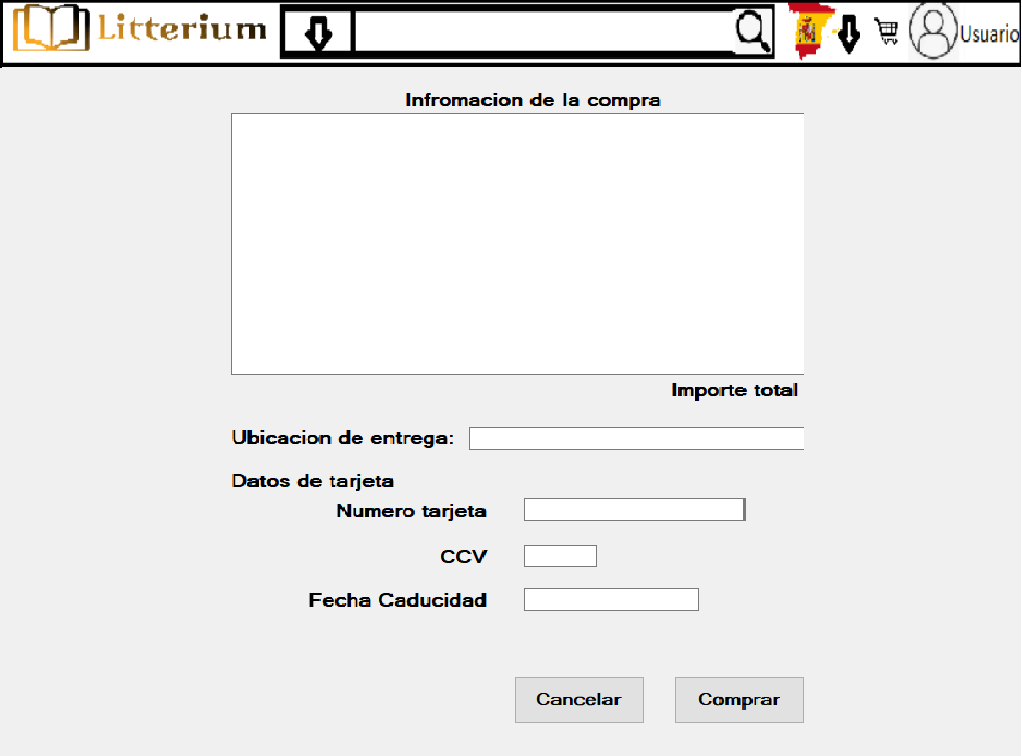 Litterium
Usuario
Infromacion de la compra
Importe total
Ubicacion de entrega:
Datos de tarjeta
Numero tarjeta
CCV
Fecha Caducidad
Cancelar Comprar